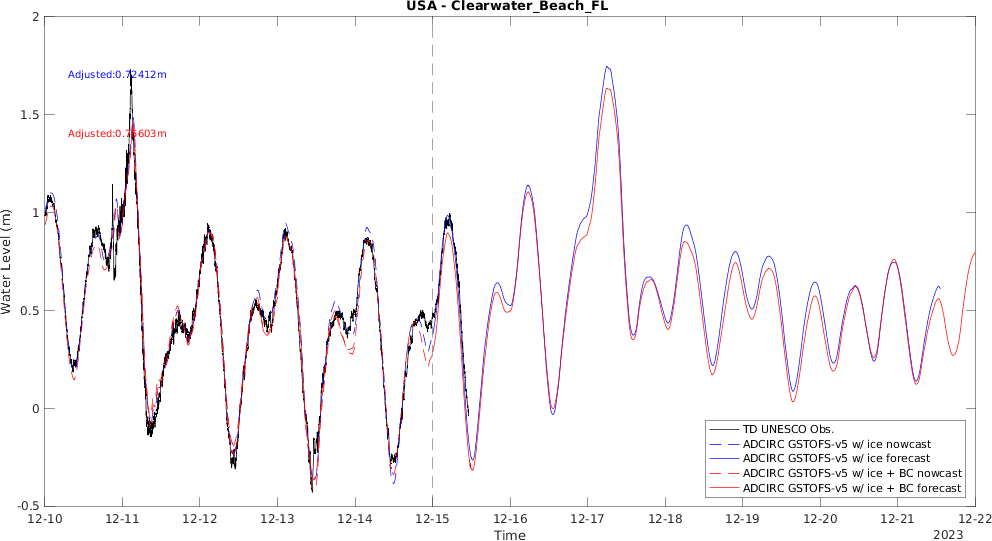 USA - Clearwater_Beach_FL
2
1.5
1
0.5
0
-0.5
Water Level (m)
Adjusted:0.72412m
Adjusted:0.75603m
TD UNESCO Obs.
ADCIRC GSTOFS-v5 w/ ice nowcast
ADCIRC GSTOFS-v5 w/ ice forecast
ADCIRC GSTOFS-v5 w/ ice + BC nowcast
ADCIRC GSTOFS-v5 w/ ice + BC forecast
12-10 12-11 12-12 12-13 12-14 12-15 12-16 12-17 12-18 12-19 12-20 12-21 12-22
Time
2023